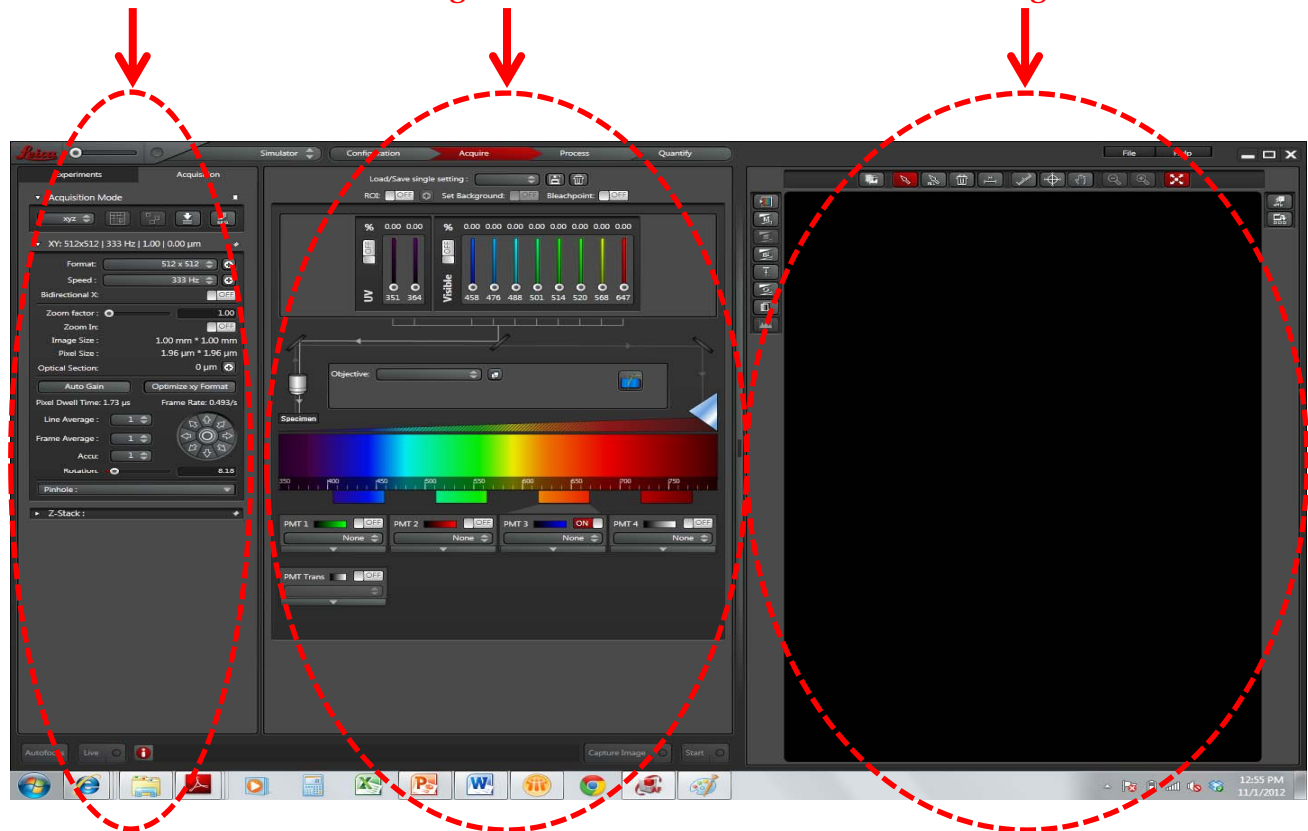 Leica
Simulator
Configuration
Acquire
Process
Quantify
File
Help
Experiments
Acquisition
Acquisition Mode
xyz
XY: 512x512 | 333 Hz | 1.00 | 0.00 µm
Format: 512 x 512
Speed : 333 Hz
Bidirectional X: OFF
Zoom factor : 1.00
Zoom In: OFF
Image Size : 1.00 mm * 1.00 mm
Pixel Size : 1.96 µm * 1.96 µm
Optical Section: 0 µm
Auto Gain
Optimize xy Format
Pixel Dwell Time: 1.73 µs Frame Rate: 0.493/s
Line Average : 1
Frame Average : 1
Accu: 1
Rotation: 8.18
Pinhole :
Z-Stack :
Load/Save single setting :
ROI: OFF Set Background: OFF Bleachpoint: OFF
% 0.00 0.00
OFF
UV 351 364
% 0.00 0.00 0.00 0.00 0.00 0.00 0.00 0.00
OFF
Visible 458 476 488 501 514 520 568 647
Objective:
Specimen
350 400 450 500 550 600 650 700 750
PMT 1 OFF PMT 2 OFF PMT 3 ON PMT 4 OFF
None None None None
PMT Trans OFF
Autofocus Live
Capture Image Start
12:55 PM
11/1/2012